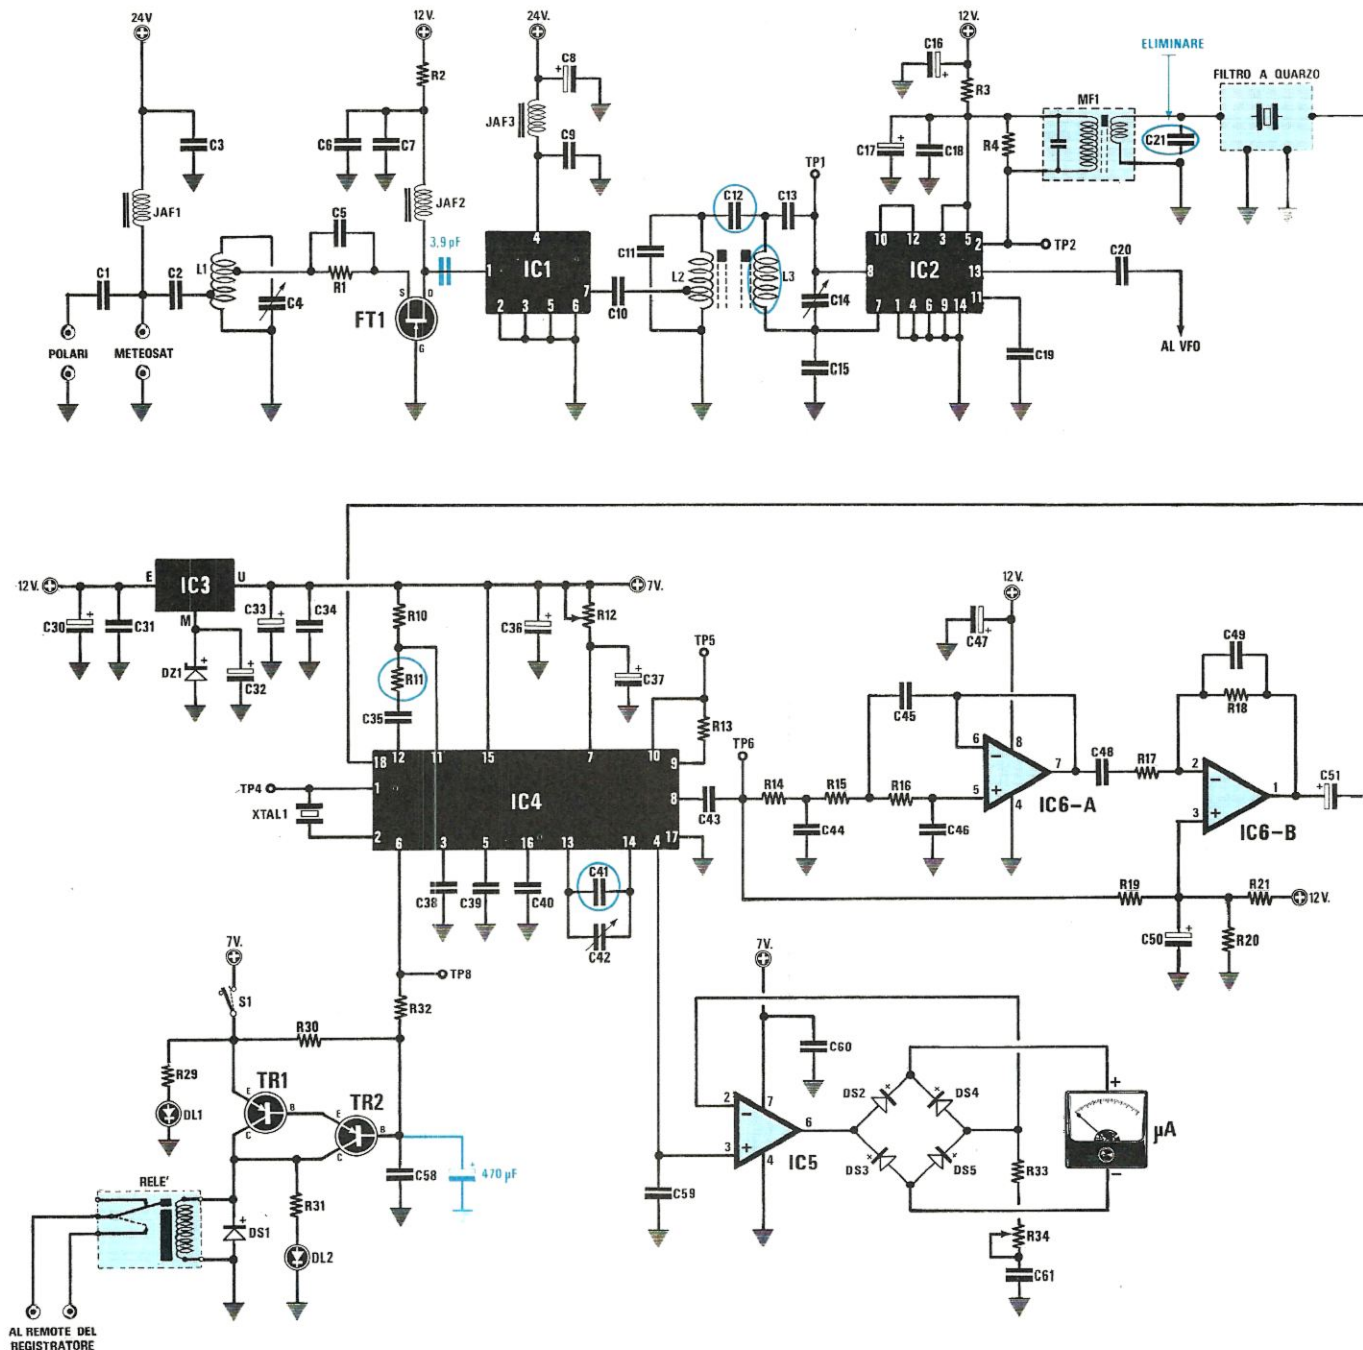 24V.
12V.
24V.
12V.
C16
ELIMINARE
FILTRO A QUARZO
R2
C8
R3
MF1
JAF3
C3
C6
C7
C9
C17
C18
R4
C21
TP1
JAF1
C5
JAF2
C12
C13
3,9 pF
4
10
12
3
5
2
TP2
C11
C1
C2
L1
R1
S
D
1
IC1
7
L2
L3
8
IC2
13
C20
C4
FT1
G
2
3
5
6
C10
C14
7
1
4
6
9
14
11
POLARI
METEOSAT
C15
C19
AL VFO
12V.
E
IC3
U
7V.
12V.
C30
C31
M
C33
C34
R10
C36
R12
TP5
C47
C49
DZ1
C32
R11
C37
R13
C45
R18
C35
TP6
6
8
7
C48
R17
2
C51
18
12
11
15
7
10
9
R14
R15
R16
5
4
IC6-A
1
3
IC6-B
TP4
1
IC4
8
C43
XTAL1
2
6
3
5
16
13
14
4
17
C44
C46
C41
C38
C39
C40
R19
R21
12V.
C42
C50
R20
7V.
TP8
7V.
S1
R32
R30
C60
R29
TR1
E
B
C
TR2
E
B
C
DL1
DS2
DS4
+
2
7
6
3
4
IC5
µA
DS3
DS5
–
470 µF
C58
R33
RELE'
R31
C59
DS1
DL2
R34
C61
AL REMOTE DEL
REGISTRATORE